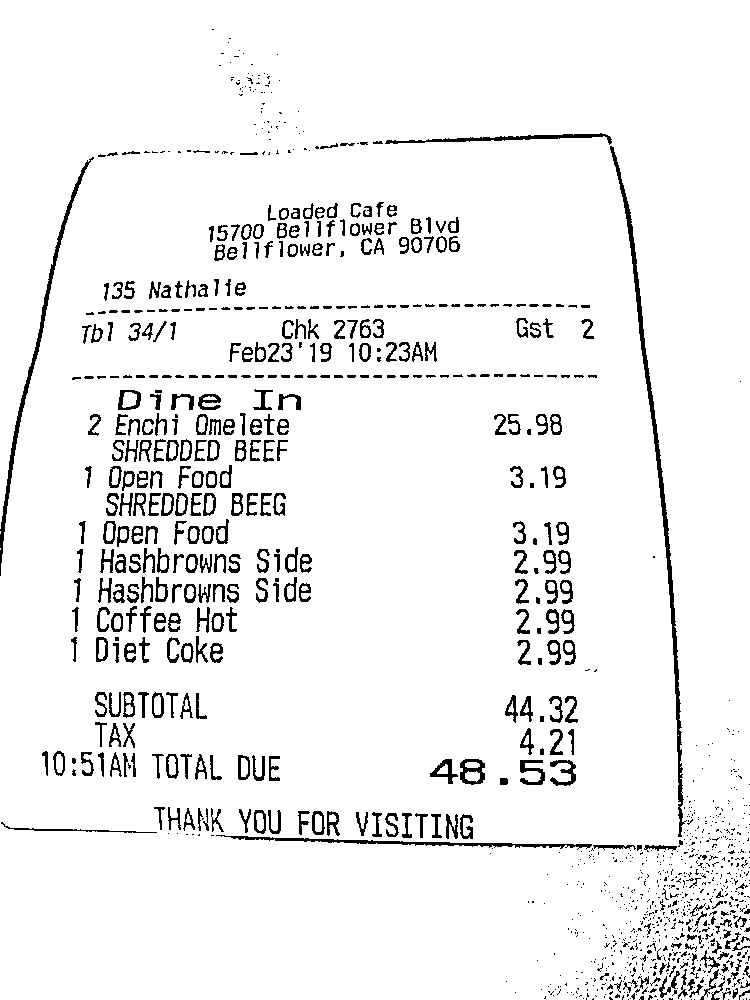 Loaded Cafe
15700 Bellflower Blvd
Bellflower, CA 90706
135 Nathalie
Tbl 34/1 Chk 2763 Gst 2
Feb23'19 10:23AM
Dine In
2 Enchi Omelete 25.98
SHREDDED BEEF
1 Open Food 3.19
SHREDDED BEEG
1 Open Food 3.19
1 Hashbrowns Side 2.99
1 Hashbrowns Side 2.99
1 Coffee Hot 2.99
1 Diet Coke 2.99
SUBTOTAL 44.32
TAX 4.21
10:51AM TOTAL DUE 48.53
THANK YOU FOR VISITING